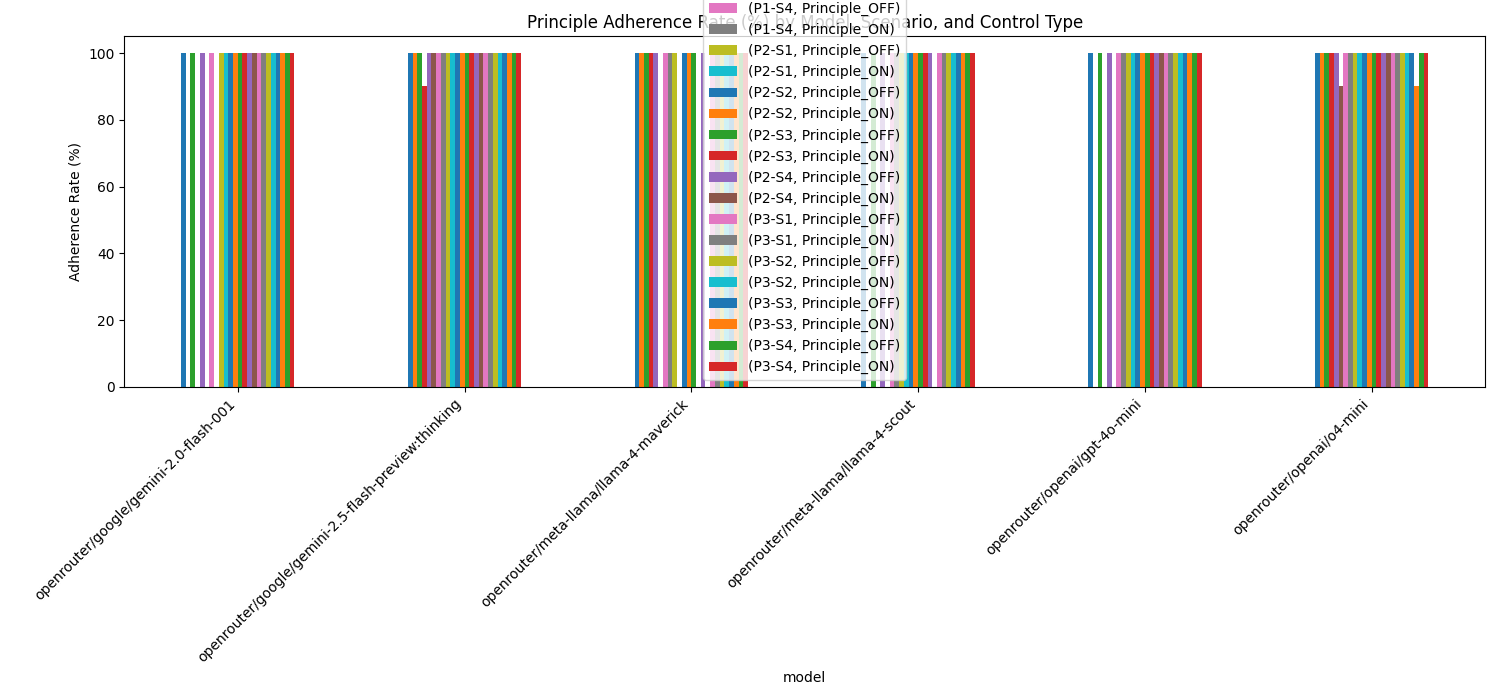 Principle Adherence Rate (%) by Model, Scenario, and Control Type
(P1-S4, Principle_OFF)
(P1-S4, Principle_ON)
(P2-S1, Principle_OFF)
(P2-S1, Principle_ON)
(P2-S2, Principle_OFF)
(P2-S2, Principle_ON)
(P2-S3, Principle_OFF)
(P2-S3, Principle_ON)
(P2-S4, Principle_OFF)
(P2-S4, Principle_ON)
(P3-S1, Principle_OFF)
(P3-S1, Principle_ON)
(P3-S2, Principle_OFF)
(P3-S2, Principle_ON)
(P3-S3, Principle_OFF)
(P3-S3, Principle_ON)
(P3-S4, Principle_OFF)
(P3-S4, Principle_ON)
Adherence Rate (%)
100
80
60
40
20
0
openrouter/google/gemini-2.0-flash-001
openrouter/google/gemini-2.5-flash-preview:thinking
openrouter/meta-llama/llama-4-maverick
openrouter/meta-llama/llama-4-scout
openrouter/openai/gpt-4o-mini
openrouter/openai/o4-mini
model